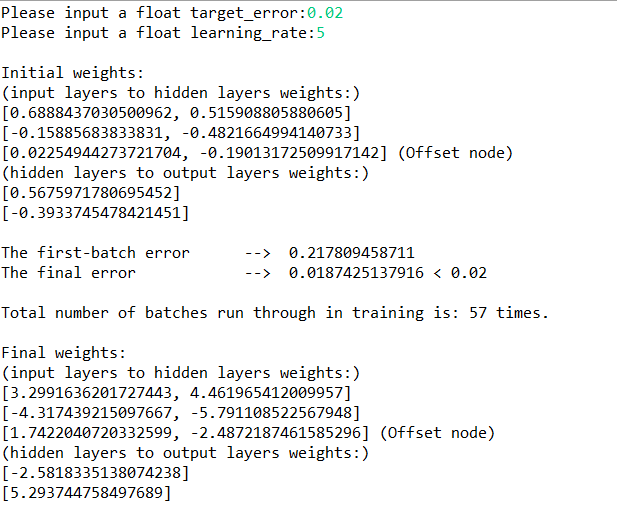 Please input a float target_error:0.02
Please input a float learning_rate:5
Initial weights:
(input layers to hidden layers weights:)
[0.6888437030500962, 0.515908805880605]
[-0.15885683833831, -0.4821664994140733]
[0.02254944273721704, -0.19013172509917142] (Offset node)
(hidden layers to output layers weights:)
[0.5675971780695452]
[-0.3933745478421451]
The first-batch error      -->  0.217809458711
The final error            -->  0.0187425137916 < 0.02
Total number of batches run through in training is: 57 times.
Final weights:
(input layers to hidden layers weights:)
[3.2991636201727443, 4.461965412009957]
[-4.317439215097667, -5.791108522567948]
[1.7422040720332599, -2.4872187461585296] (Offset node)
(hidden layers to output layers weights:)
[-2.5818335138074238]
[5.293744758497689]